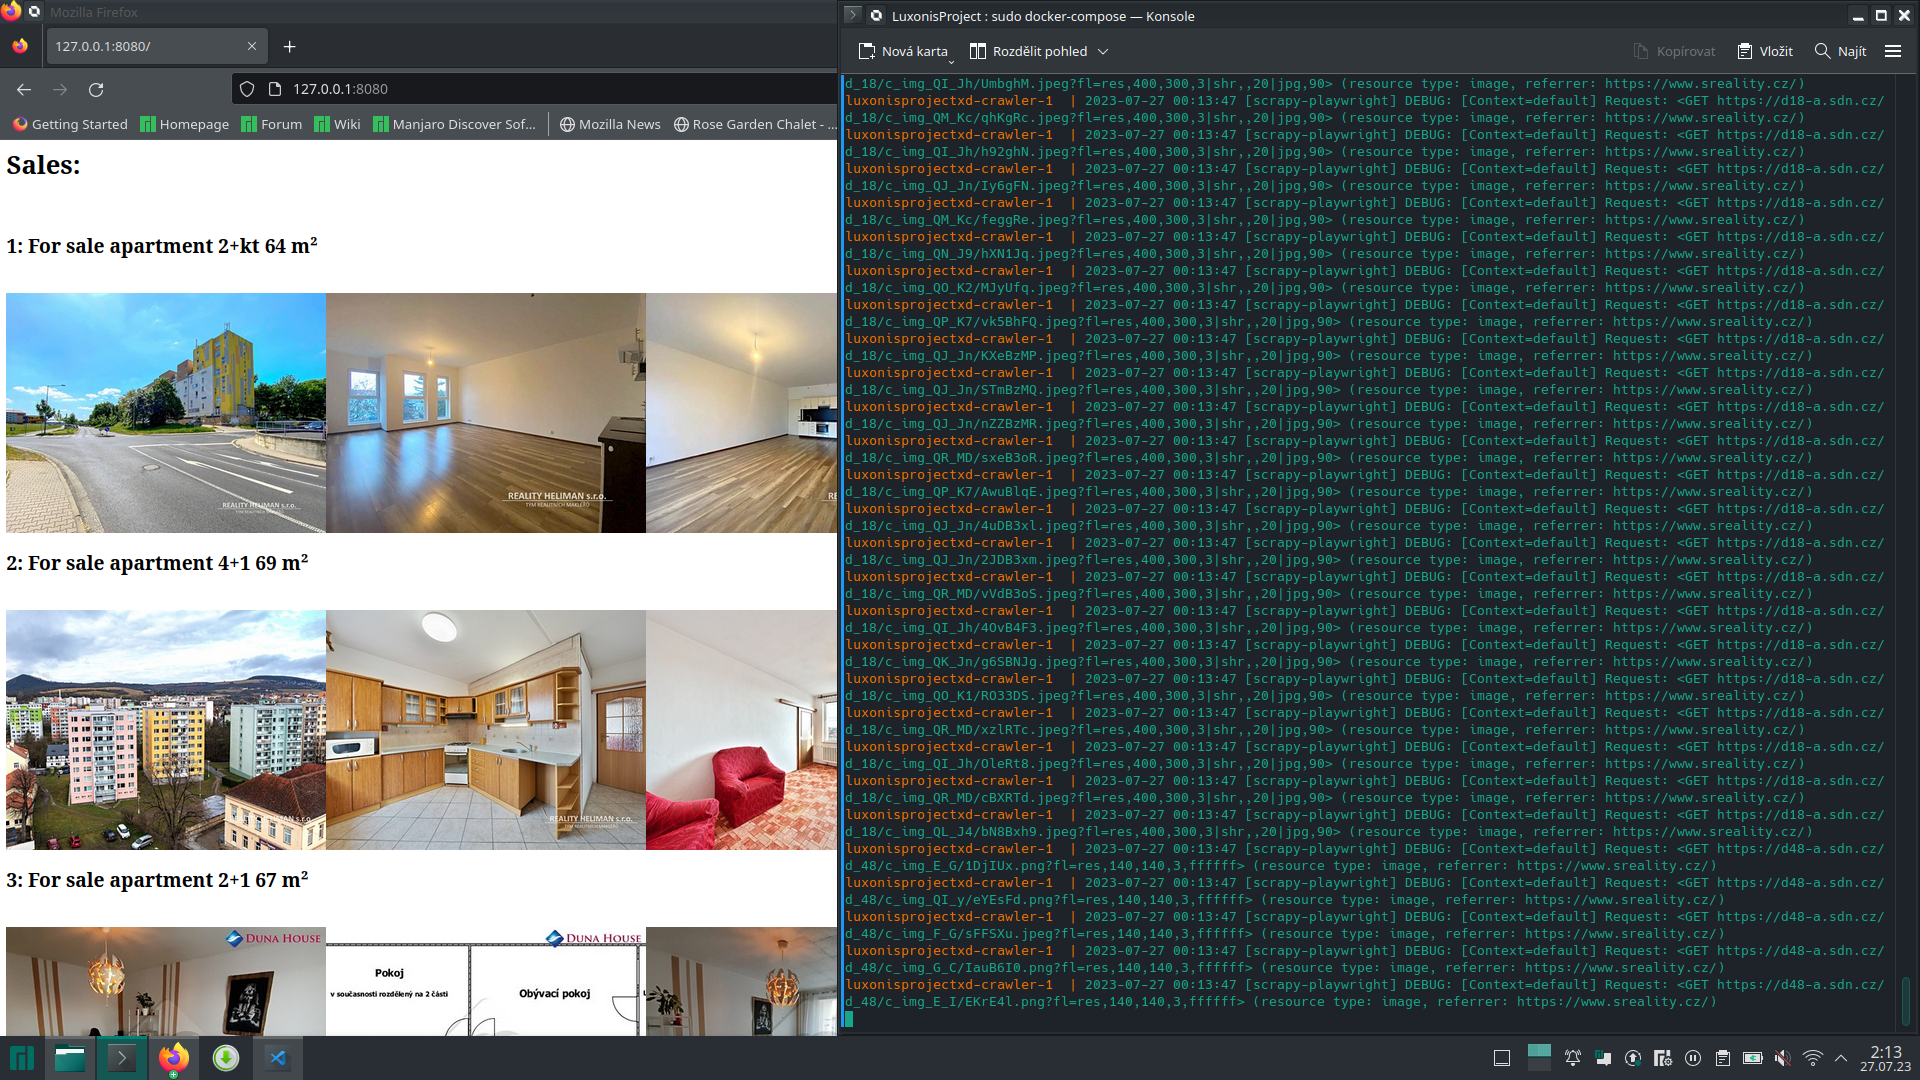 Mozilla Firefox
127.0.0.1:8080/
127.0.0.1:8080
Getting Started
Homepage
Forum
Wiki
Manjaro Discover Sof...
Mozilla News
Rose Garden Chalet - ...
Sales:
1: For sale apartment 2+kt 64 m²
REALITY HELIMAN s.r.o.
TÝM REALITNÍCH MAKLÉŘŮ
REALITY HELIMAN s.r.o.
TÝM REALITNÍCH MAKLÉŘŮ
RE
2: For sale apartment 4+1 69 m²
REALITY HELIMAN s.r.o.
REALITY HELIMAN s.r.o.
TÝM REALITNÍCH MAKLÉŘŮ
3: For sale apartment 2+1 67 m²
DUNA HOUSE
DUNA HOUSE
Pokoj
v současnosti rozdělený na 2 části
Obývací pokoj
LuxonisProject : sudo docker-compose — Konsole
Nová karta
Rozdělit pohled
Kopírovat
Vložit
Najít
d_18/c_img_QI_Jh/UmbghM.jpeg?fl=res,400,300,3|shr,,20|jpg,90> (resource type: image, referrer: https://www.sreality.cz/)
luxonisprojectxd-crawler-1  | 2023-07-27 00:13:47 [scrapy-playwright] DEBUG: [Context=default] Request: <GET https://d18-a.sdn.cz/
d_18/c_img_QM_Kc/qhKgRc.jpeg?fl=res,400,300,3|shr,,20|jpg,90> (resource type: image, referrer: https://www.sreality.cz/)
luxonisprojectxd-crawler-1  | 2023-07-27 00:13:47 [scrapy-playwright] DEBUG: [Context=default] Request: <GET https://d18-a.sdn.cz/
d_18/c_img_QI_Jh/h92ghN.jpeg?fl=res,400,300,3|shr,,20|jpg,90> (resource type: image, referrer: https://www.sreality.cz/)
luxonisprojectxd-crawler-1  | 2023-07-27 00:13:47 [scrapy-playwright] DEBUG: [Context=default] Request: <GET https://d18-a.sdn.cz/
d_18/c_img_QJ_Jn/Iy6gFN.jpeg?fl=res,400,300,3|shr,,20|jpg,90> (resource type: image, referrer: https://www.sreality.cz/)
luxonisprojectxd-crawler-1  | 2023-07-27 00:13:47 [scrapy-playwright] DEBUG: [Context=default] Request: <GET https://d18-a.sdn.cz/
d_18/c_img_QM_Kc/feggRe.jpeg?fl=res,400,300,3|shr,,20|jpg,90> (resource type: image, referrer: https://www.sreality.cz/)
luxonisprojectxd-crawler-1  | 2023-07-27 00:13:47 [scrapy-playwright] DEBUG: [Context=default] Request: <GET https://d18-a.sdn.cz/
d_18/c_img_QN_J9/hXN1Jq.jpeg?fl=res,400,300,3|shr,,20|jpg,90> (resource type: image, referrer: https://www.sreality.cz/)
luxonisprojectxd-crawler-1  | 2023-07-27 00:13:47 [scrapy-playwright] DEBUG: [Context=default] Request: <GET https://d18-a.sdn.cz/
d_18/c_img_QO_K2/MJyUfq.jpeg?fl=res,400,300,3|shr,,20|jpg,90> (resource type: image, referrer: https://www.sreality.cz/)
luxonisprojectxd-crawler-1  | 2023-07-27 00:13:47 [scrapy-playwright] DEBUG: [Context=default] Request: <GET https://d18-a.sdn.cz/
d_18/c_img_QP_K7/vk5BhFQ.jpeg?fl=res,400,300,3|shr,,20|jpg,90> (resource type: image, referrer: https://www.sreality.cz/)
luxonisprojectxd-crawler-1  | 2023-07-27 00:13:47 [scrapy-playwright] DEBUG: [Context=default] Request: <GET https://d18-a.sdn.cz/
d_18/c_img_QJ_Jn/KXeBzMP.jpeg?fl=res,400,300,3|shr,,20|jpg,90> (resource type: image, referrer: https://www.sreality.cz/)
luxonisprojectxd-crawler-1  | 2023-07-27 00:13:47 [scrapy-playwright] DEBUG: [Context=default] Request: <GET https://d18-a.sdn.cz/
d_18/c_img_QJ_Jn/STmBzMQ.jpeg?fl=res,400,300,3|shr,,20|jpg,90> (resource type: image, referrer: https://www.sreality.cz/)
luxonisprojectxd-crawler-1  | 2023-07-27 00:13:47 [scrapy-playwright] DEBUG: [Context=default] Request: <GET https://d18-a.sdn.cz/
d_18/c_img_QJ_Jn/nZZBzMR.jpeg?fl=res,400,300,3|shr,,20|jpg,90> (resource type: image, referrer: https://www.sreality.cz/)
luxonisprojectxd-crawler-1  | 2023-07-27 00:13:47 [scrapy-playwright] DEBUG: [Context=default] Request: <GET https://d18-a.sdn.cz/
d_18/c_img_QR_MD/sxeB3oR.jpeg?fl=res,400,300,3|shr,,20|jpg,90> (resource type: image, referrer: https://www.sreality.cz/)
luxonisprojectxd-crawler-1  | 2023-07-27 00:13:47 [scrapy-playwright] DEBUG: [Context=default] Request: <GET https://d18-a.sdn.cz/
d_18/c_img_QP_K7/AwuBlqE.jpeg?fl=res,400,300,3|shr,,20|jpg,90> (resource type: image, referrer: https://www.sreality.cz/)
luxonisprojectxd-crawler-1  | 2023-07-27 00:13:47 [scrapy-playwright] DEBUG: [Context=default] Request: <GET https://d18-a.sdn.cz/
d_18/c_img_QJ_Jn/4uDB3xl.jpeg?fl=res,400,300,3|shr,,20|jpg,90> (resource type: image, referrer: https://www.sreality.cz/)
luxonisprojectxd-crawler-1  | 2023-07-27 00:13:47 [scrapy-playwright] DEBUG: [Context=default] Request: <GET https://d18-a.sdn.cz/
d_18/c_img_QJ_Jn/2JDB3xm.jpeg?fl=res,400,300,3|shr,,20|jpg,90> (resource type: image, referrer: https://www.sreality.cz/)
luxonisprojectxd-crawler-1  | 2023-07-27 00:13:47 [scrapy-playwright] DEBUG: [Context=default] Request: <GET https://d18-a.sdn.cz/
d_18/c_img_QR_MD/vVdB3oS.jpeg?fl=res,400,300,3|shr,,20|jpg,90> (resource type: image, referrer: https://www.sreality.cz/)
luxonisprojectxd-crawler-1  | 2023-07-27 00:13:47 [scrapy-playwright] DEBUG: [Context=default] Request: <GET https://d18-a.sdn.cz/
d_18/c_img_QI_Jh/4OvB4F3.jpeg?fl=res,400,300,3|shr,,20|jpg,90> (resource type: image, referrer: https://www.sreality.cz/)
luxonisprojectxd-crawler-1  | 2023-07-27 00:13:47 [scrapy-playwright] DEBUG: [Context=default] Request: <GET https://d18-a.sdn.cz/
d_18/c_img_QK_Jn/g6SBNJg.jpeg?fl=res,400,300,3|shr,,20|jpg,90> (resource type: image, referrer: https://www.sreality.cz/)
luxonisprojectxd-crawler-1  | 2023-07-27 00:13:47 [scrapy-playwright] DEBUG: [Context=default] Request: <GET https://d18-a.sdn.cz/
d_18/c_img_QO_K1/RO33DS.jpeg?fl=res,400,300,3|shr,,20|jpg,90> (resource type: image, referrer: https://www.sreality.cz/)
luxonisprojectxd-crawler-1  | 2023-07-27 00:13:47 [scrapy-playwright] DEBUG: [Context=default] Request: <GET https://d18-a.sdn.cz/
d_18/c_img_QR_MD/xzlRTc.jpeg?fl=res,400,300,3|shr,,20|jpg,90> (resource type: image, referrer: https://www.sreality.cz/)
luxonisprojectxd-crawler-1  | 2023-07-27 00:13:47 [scrapy-playwright] DEBUG: [Context=default] Request: <GET https://d18-a.sdn.cz/
d_18/c_img_QI_Jh/OleRt8.jpeg?fl=res,400,300,3|shr,,20|jpg,90> (resource type: image, referrer: https://www.sreality.cz/)
luxonisprojectxd-crawler-1  | 2023-07-27 00:13:47 [scrapy-playwright] DEBUG: [Context=default] Request: <GET https://d18-a.sdn.cz/
d_18/c_img_QR_MD/cBXRTd.jpeg?fl=res,400,300,3|shr,,20|jpg,90> (resource type: image, referrer: https://www.sreality.cz/)
luxonisprojectxd-crawler-1  | 2023-07-27 00:13:47 [scrapy-playwright] DEBUG: [Context=default] Request: <GET https://d18-a.sdn.cz/
d_18/c_img_QL_J4/bN8Bxh9.jpeg?fl=res,400,300,3|shr,,20|jpg,90> (resource type: image, referrer: https://www.sreality.cz/)
luxonisprojectxd-crawler-1  | 2023-07-27 00:13:47 [scrapy-playwright] DEBUG: [Context=default] Request: <GET https://d48-a.sdn.cz/
d_48/c_img_E_G/1DjIUx.png?fl=res,140,140,3,ffffff> (resource type: image, referrer: https://www.sreality.cz/)
luxonisprojectxd-crawler-1  | 2023-07-27 00:13:47 [scrapy-playwright] DEBUG: [Context=default] Request: <GET https://d48-a.sdn.cz/
d_48/c_img_QI_y/eYEsFd.png?fl=res,140,140,3,ffffff> (resource type: image, referrer: https://www.sreality.cz/)
luxonisprojectxd-crawler-1  | 2023-07-27 00:13:47 [scrapy-playwright] DEBUG: [Context=default] Request: <GET https://d48-a.sdn.cz/
d_48/c_img_F_G/sFFSXu.jpeg?fl=res,140,140,3,ffffff> (resource type: image, referrer: https://www.sreality.cz/)
luxonisprojectxd-crawler-1  | 2023-07-27 00:13:47 [scrapy-playwright] DEBUG: [Context=default] Request: <GET https://d48-a.sdn.cz/
d_48/c_img_G_C/IauB6I0.png?fl=res,140,140,3,ffffff> (resource type: image, referrer: https://www.sreality.cz/)
luxonisprojectxd-crawler-1  | 2023-07-27 00:13:47 [scrapy-playwright] DEBUG: [Context=default] Request: <GET https://d48-a.sdn.cz/
d_48/c_img_E_I/EKrE4l.png?fl=res,140,140,3,ffffff> (resource type: image, referrer: https://www.sreality.cz/)
2:13
27.07.23